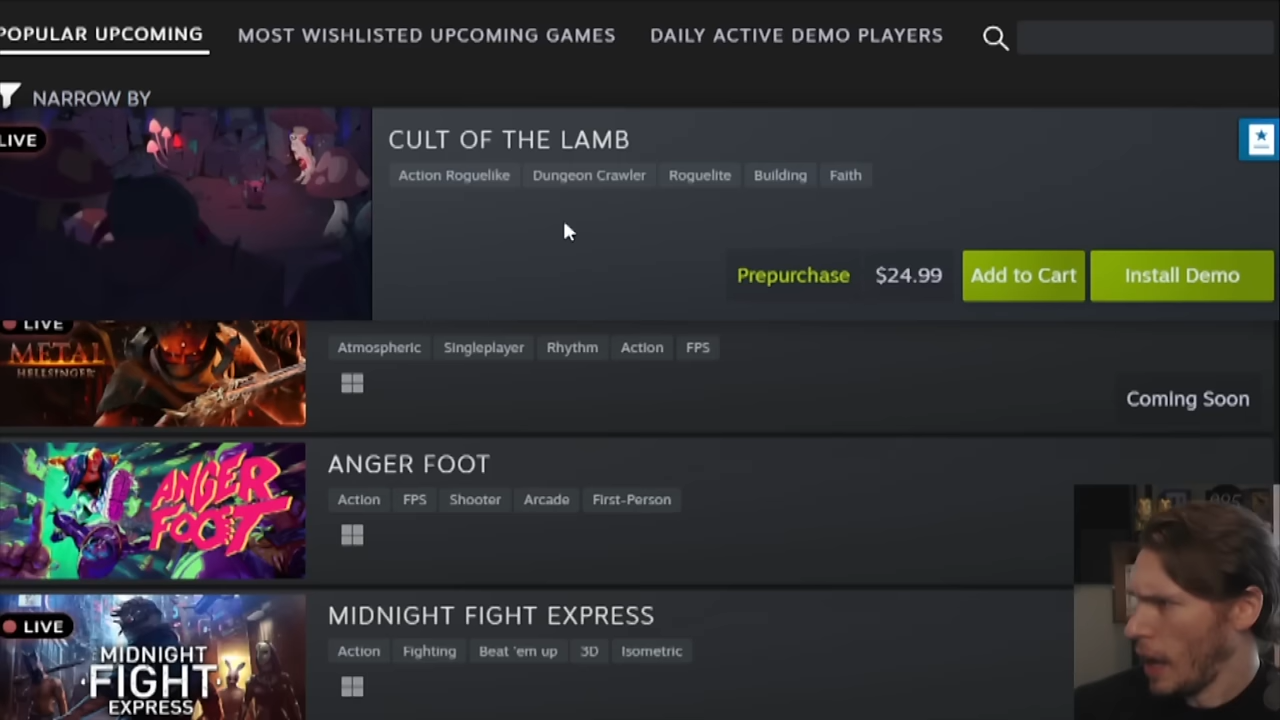 POPULAR UPCOMING
MOST WISHLISTED UPCOMING GAMES
DAILY ACTIVE DEMO PLAYERS
NARROW BY
LIVE
CULT OF THE LAMB
Action Roguelike
Dungeon Crawler
Roguelite
Building
Faith
Prepurchase
$24.99
Add to Cart
Install Demo
LIVE
METAL
HELLSINGER
Atmospheric
Singleplayer
Rhythm
Action
FPS
Coming Soon
ANGER
FOOT
ANGER FOOT
Action
FPS
Shooter
Arcade
First-Person
LIVE
MIDNIGHT
FIGHT
EXPRESS
MIDNIGHT FIGHT EXPRESS
Action
Fighting
Beat 'em up
3D
Isometric